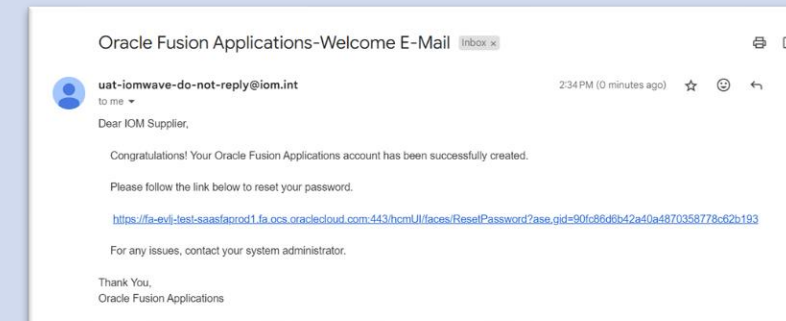 Oracle Fusion Applications-Welcome E-Mail Inbox x
uat-iomwave-do-not-reply@iom.int 2:34 PM (0 minutes ago)
to me
Dear IOM Supplier,
Congratulations! Your Oracle Fusion Applications account has been successfully created.
Please follow the link below to reset your password.
https://fa-evlj-test-saasfaprod1.fa.ocs.oraclecloud.com:443/hcmUI/faces/ResetPassword?ase.gid=90fc86d6b42a40a4870358778c62b193
For any issues, contact your system administrator.
Thank You,
Oracle Fusion Applications